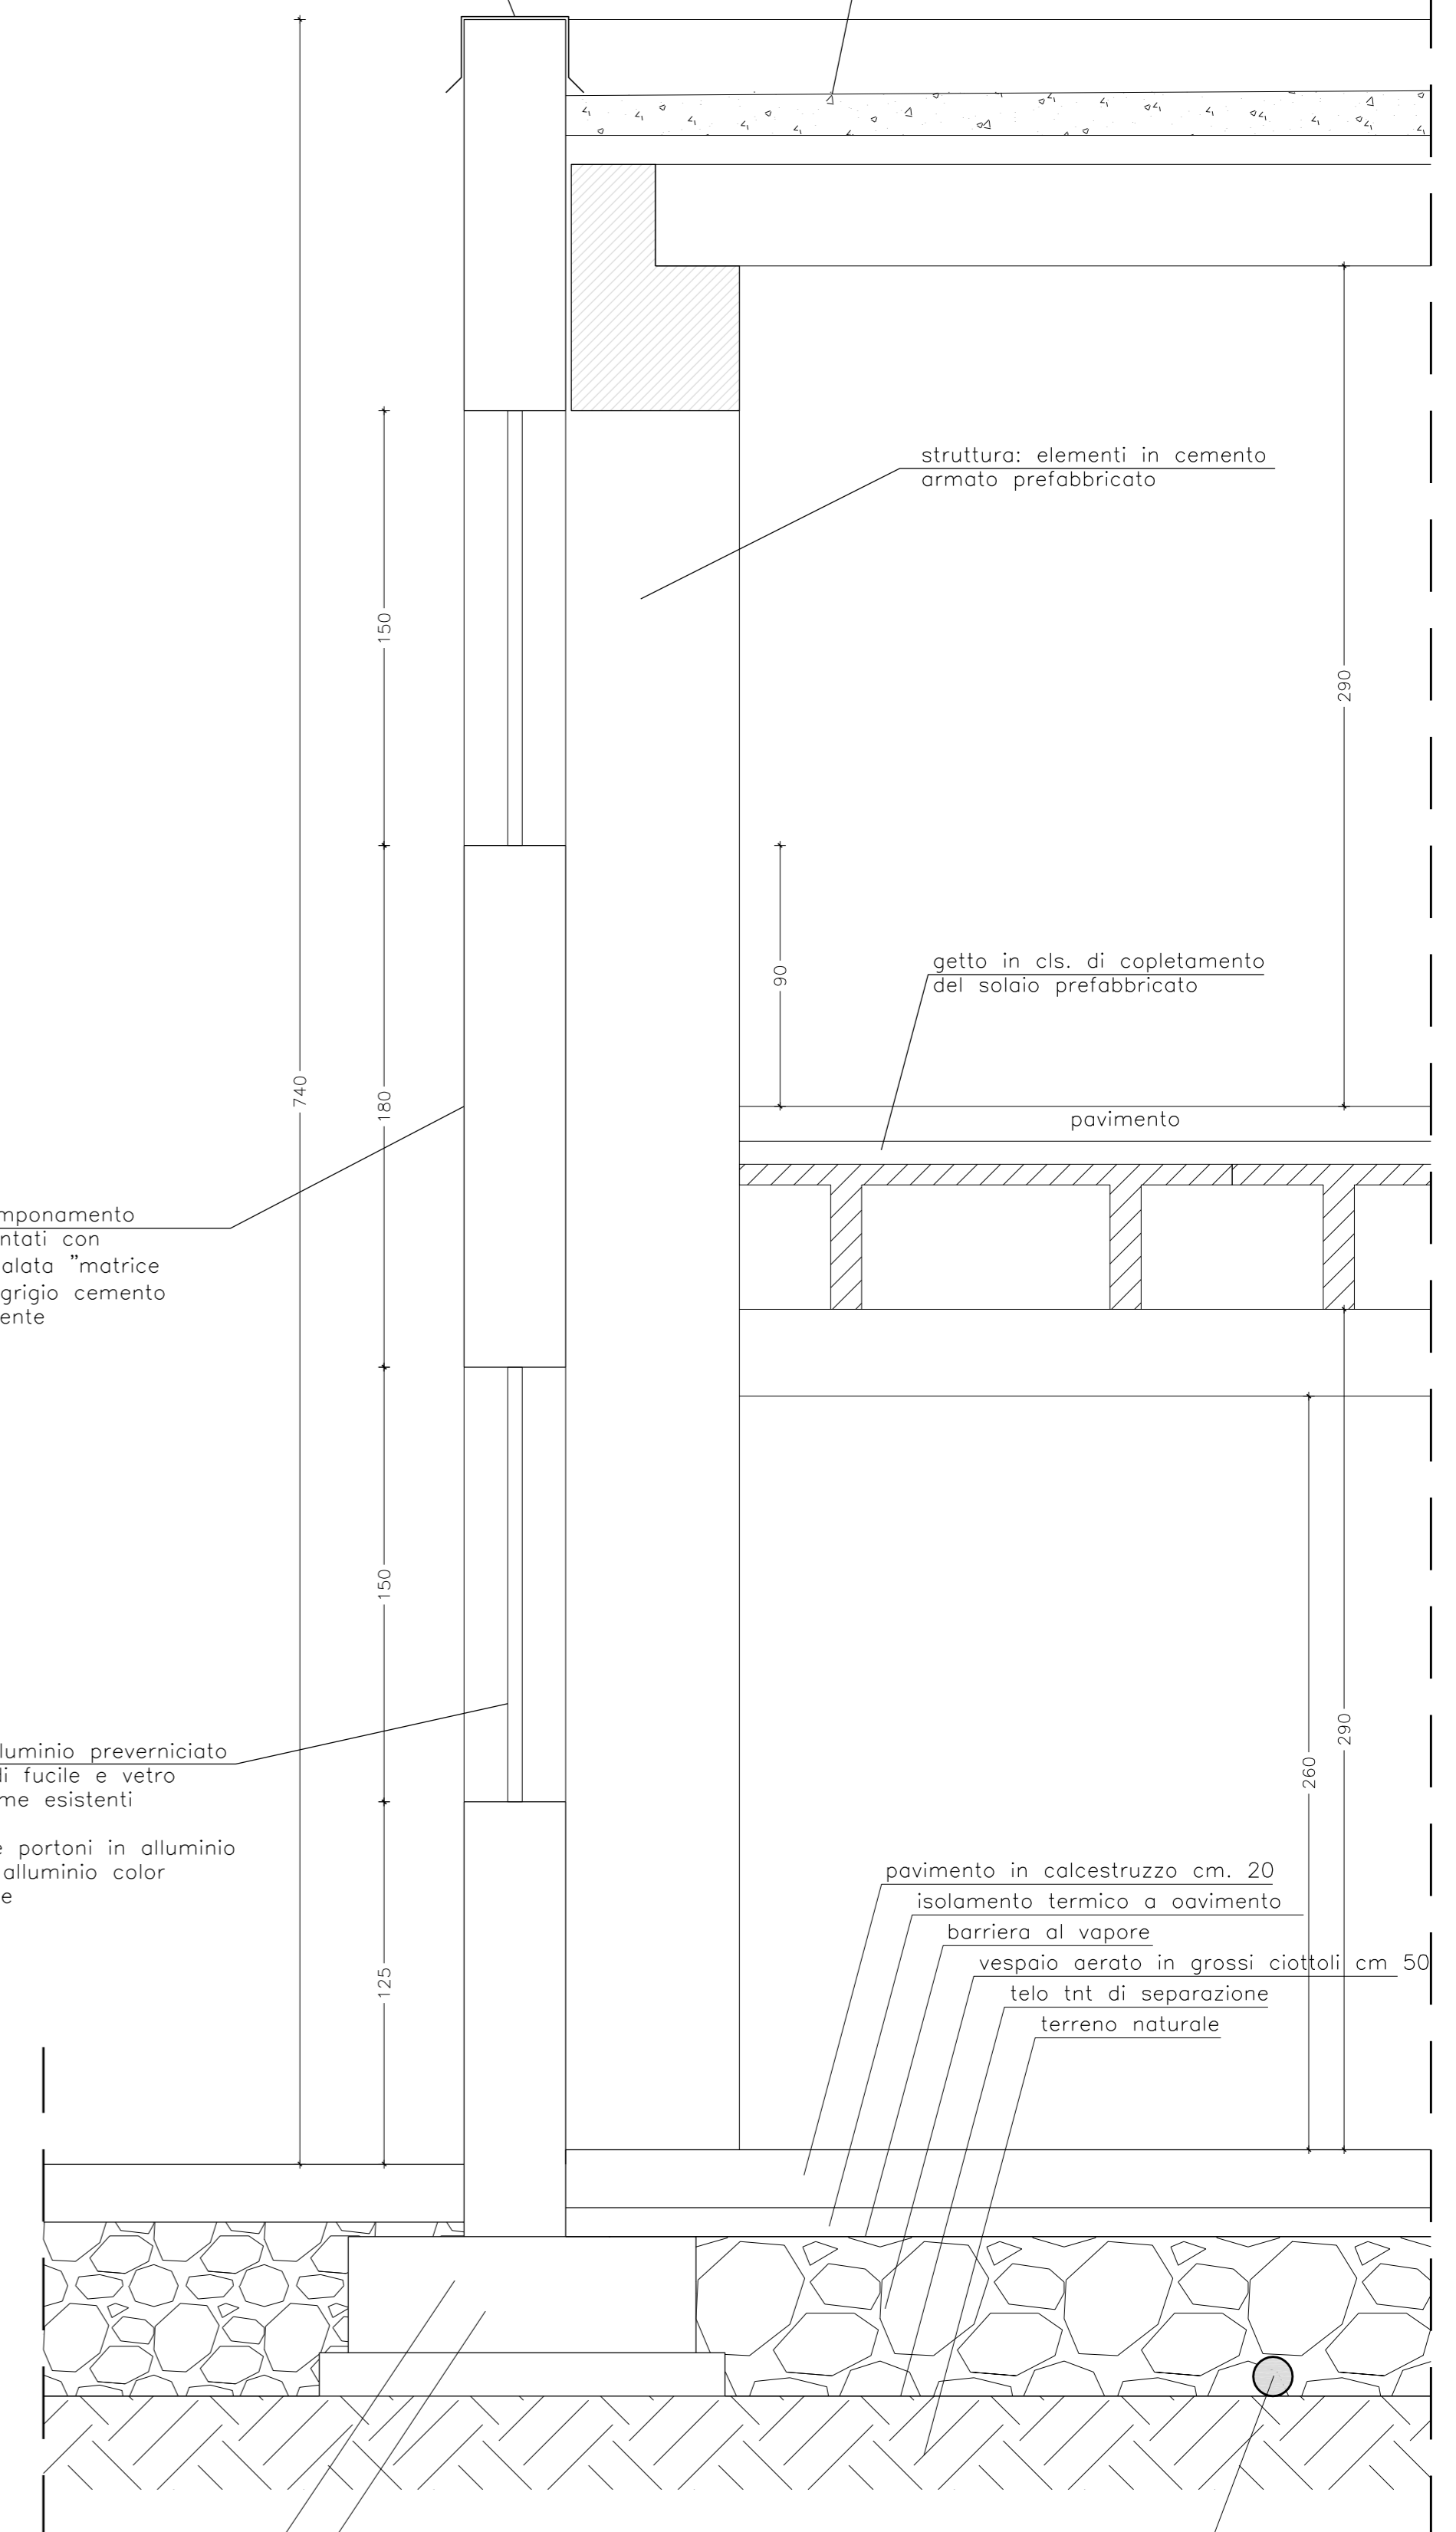 struttura: elementi in cemento
armato prefabbricato
150
290
90
getto in cls. di copletamento
del solaio prefabbricato
740
180
pavimento
mponamento
ntati con
alata "matrice
grigio cemento
ente
150
260
290
luminio preverniciato
di fucile e vetro
me esistenti
e portoni in alluminio
alluminio color
e
125
pavimento in calcestruzzo cm. 20
isolamento termico a oavimento
barriera al vapore
vespaio aerato in grossi ciottoli cm 50
telo tnt di separazione
terreno naturale